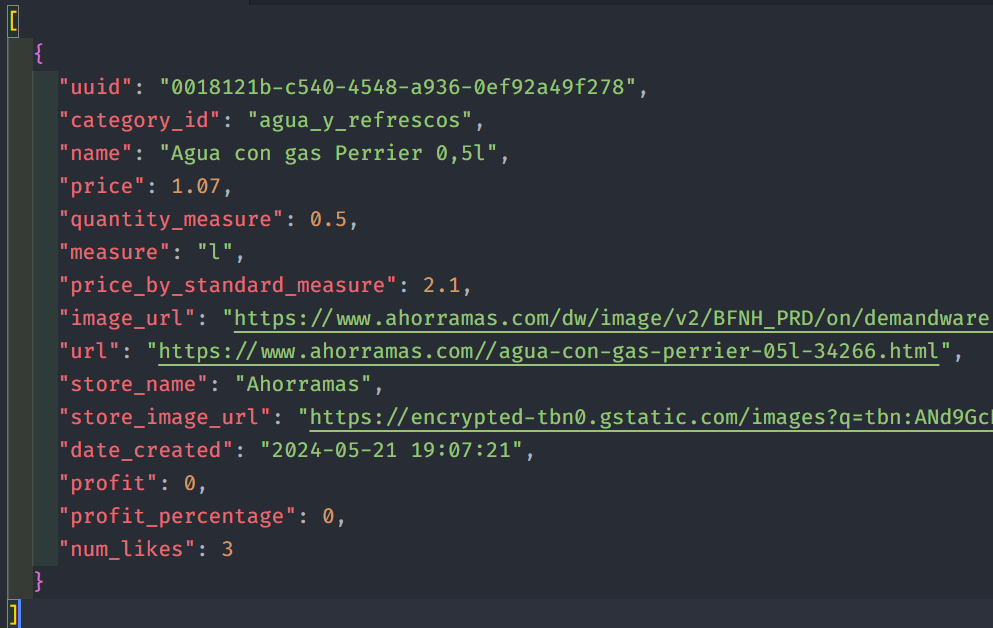 [
{
"uuid": "0018121b-c540-4548-a936-0ef92a49f278",
"category_id": "agua_y_refrescos",
"name": "Agua con gas Perrier 0,5l",
"price": 1.07,
"quantity_measure": 0.5,
"measure": "l",
"price_by_standard_measure": 2.1,
"image_url": "https://www.ahorramas.com/dw/image/v2/BFNH_PRD/on/demandware
"url": "https://www.ahorramas.com//agua-con-gas-perrier-05l-34266.html",
"store_name": "Ahorramas",
"store_image_url": "https://encrypted-tbn0.gstatic.com/images?q=tbn:ANd9Gc
"date_created": "2024-05-21 19:07:21",
"profit": 0,
"profit_percentage": 0,
"num_likes": 3
}
]